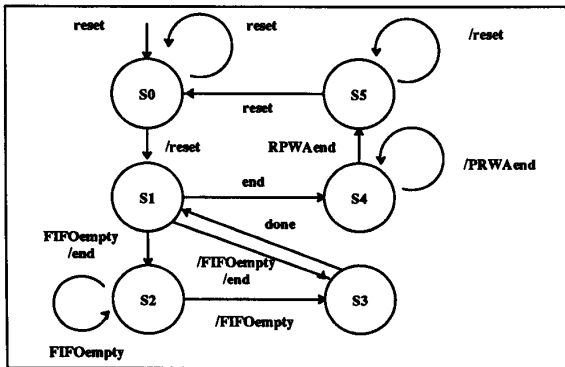 reset
reset
/reset
S0
S5
reset
/reset
RPWAend
/PRWAend
S1
end
S4
done
FIFOempty
/end
/FIFOempty
/end
S2
S3
/FIFOempty
FIFOempty